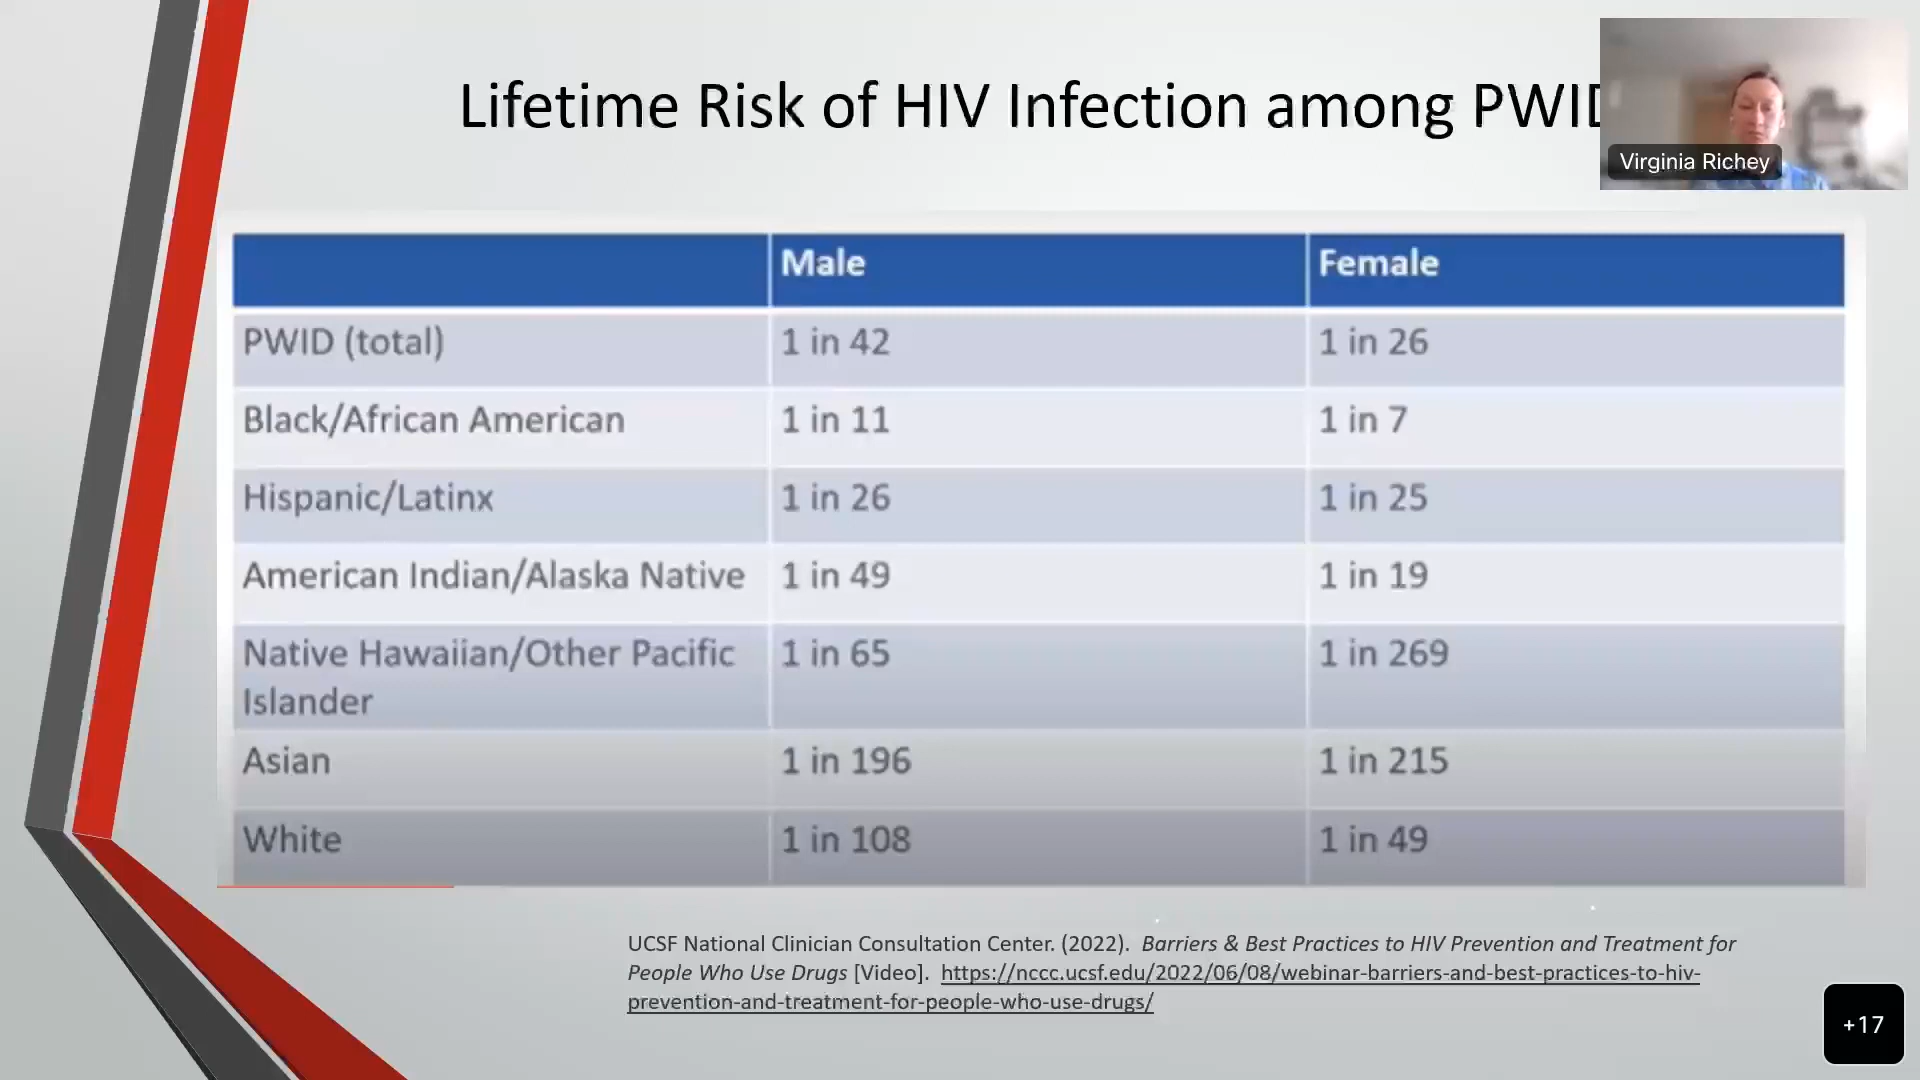 Lifetime Risk of HIV Infection among PWID
Virginia Richey
Male Female
PWID (total) 1 in 42 1 in 26
Black/African American 1 in 11 1 in 7
Hispanic/Latinx 1 in 26 1 in 25
American Indian/Alaska Native 1 in 49 1 in 19
Native Hawaiian/Other Pacific 1 in 65 1 in 269
Islander
Asian 1 in 196 1 in 215
White 1 in 108 1 in 49
UCSF National Clinician Consultation Center. (2022). Barriers & Best Practices to HIV Prevention and Treatment for
People Who Use Drugs [Video]. https://nccc.ucsf.edu/2022/06/08/webinar-barriers-and-best-practices-to-hiv-
prevention-and-treatment-for-people-who-use-drugs/
+17